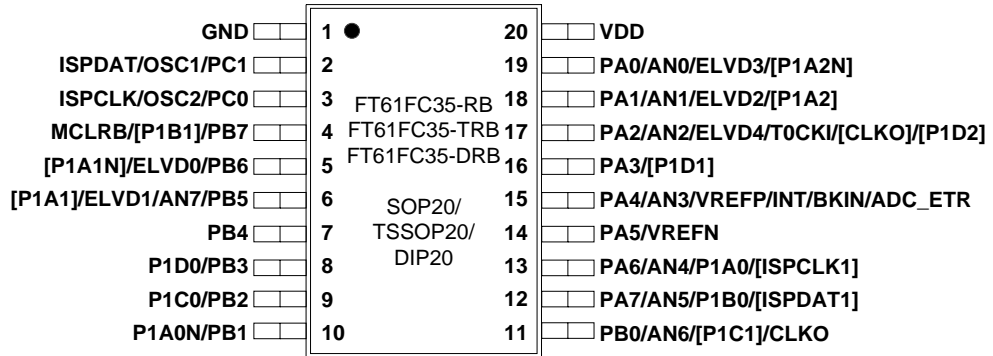 GND 1 20 VDD
ISPDAT/OSC1/PC1 2 19 PA0/AN0/ELVD3/[P1A2N]
ISPCLK/OSC2/PC0 3 FT61FC35-RB 18 PA1/AN1/ELVD2/[P1A2]
MCLRB/[P1B1]/PB7 4 FT61FC35-TRB 17 PA2/AN2/ELVD4/T0CKI/[CLKO]/[P1D2]
[P1A1N]/ELVD0/PB6 5 FT61FC35-DRB 16 PA3/[P1D1]
[P1A1]/ELVD1/AN7/PB5 6 SOP20/ 15 PA4/AN3/VREFP/INT/BKIN/ADC_ETR
PB4 7 TSSOP20/ 14 PA5/VREFN
P1D0/PB3 8 DIP20 13 PA6/AN4/P1A0/[ISPCLK1]
P1C0/PB2 9 12 PA7/AN5/P1B0/[ISPDAT1]
P1A0N/PB1 10 11 PB0/AN6/[P1C1]/CLKO